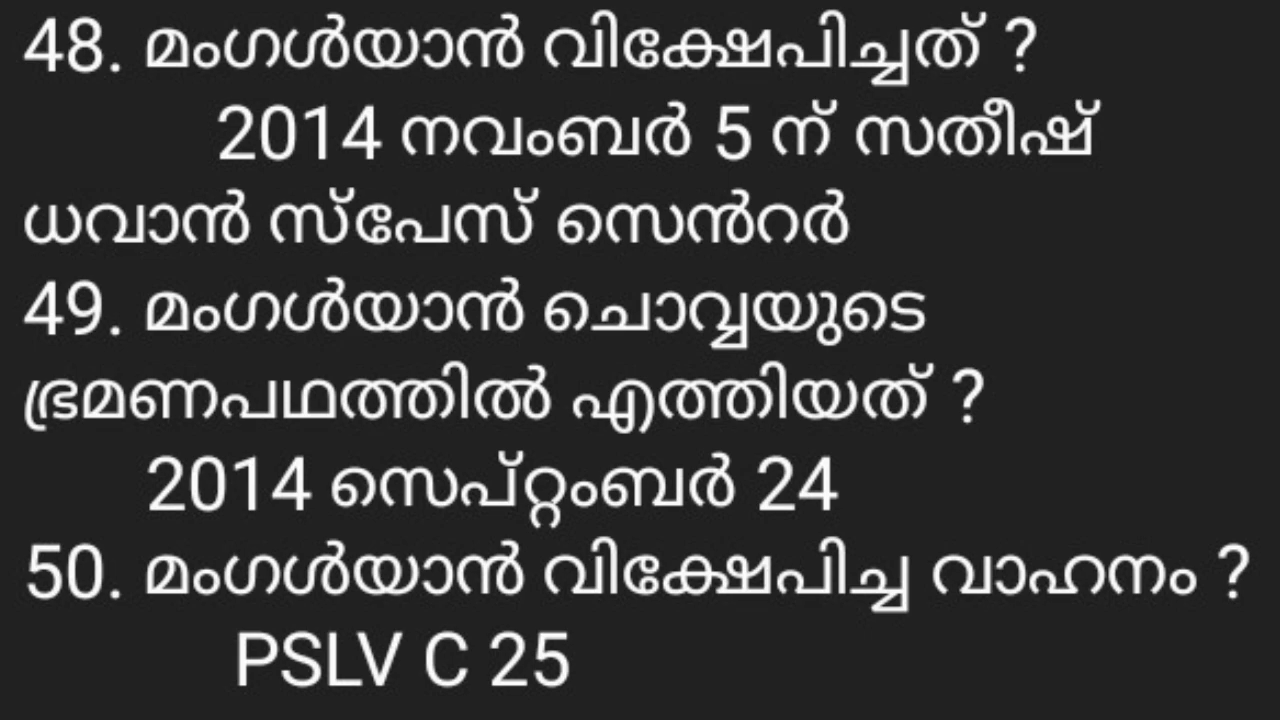 48. മംഗൾയാൻ വിക്ഷേപിച്ചത് ?
2014 നവംബർ 5 ന് സതീഷ്
ധവാൻ സ്പേസ് സെൻറർ
49. മംഗൾയാൻ ചൊവ്വയുടെ
ഭ്രമണപഥത്തിൽ എത്തിയത് ?
2014 സെപ്റ്റംബർ 24
50. മംഗൾയാൻ വിക്ഷേപിച്ച വാഹനം ?
PSLV C 25